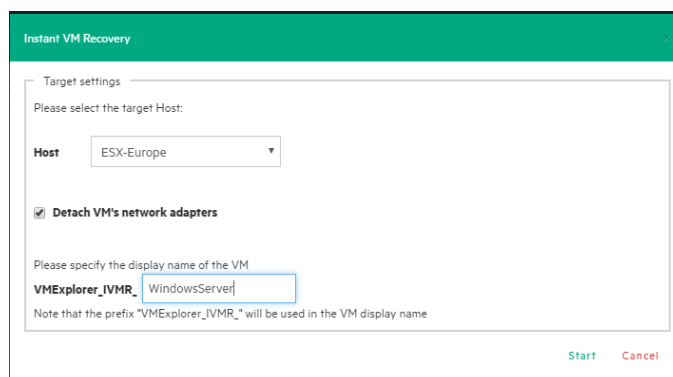 Instant VM Recovery
Target settings
Please select the target Host:
Host ESX-Europe
Detach VM's network adapters
Please specify the display name of the VM
VMExplorer_IVMR_ WindowsServer
Note that the prefix "VMExplorer_IVMR_" will be used in the VM display name
Start Cancel